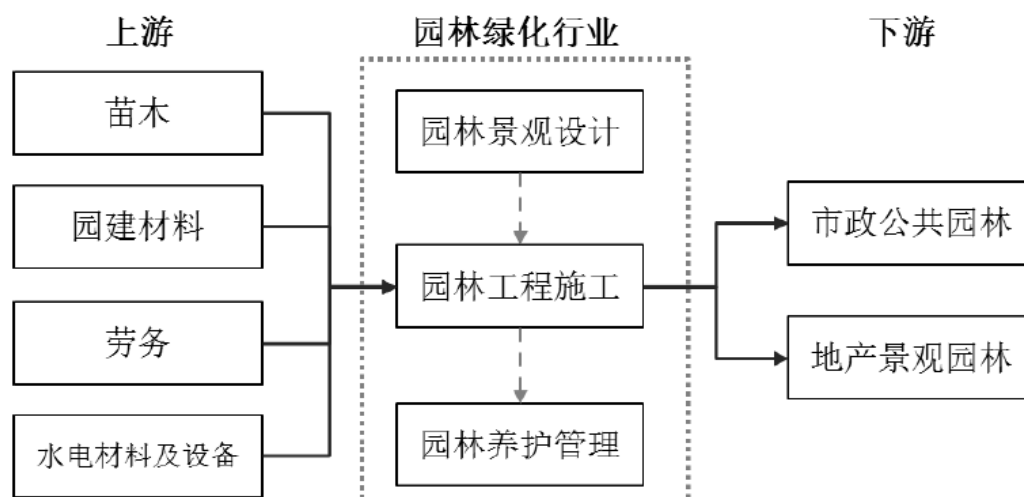 上游
园林绿化行业
下游
苗木
园建材料
劳务
水电材料及设备
园林景观设计
园林工程施工
园林养护管理
市政公共园林
地产景观园林